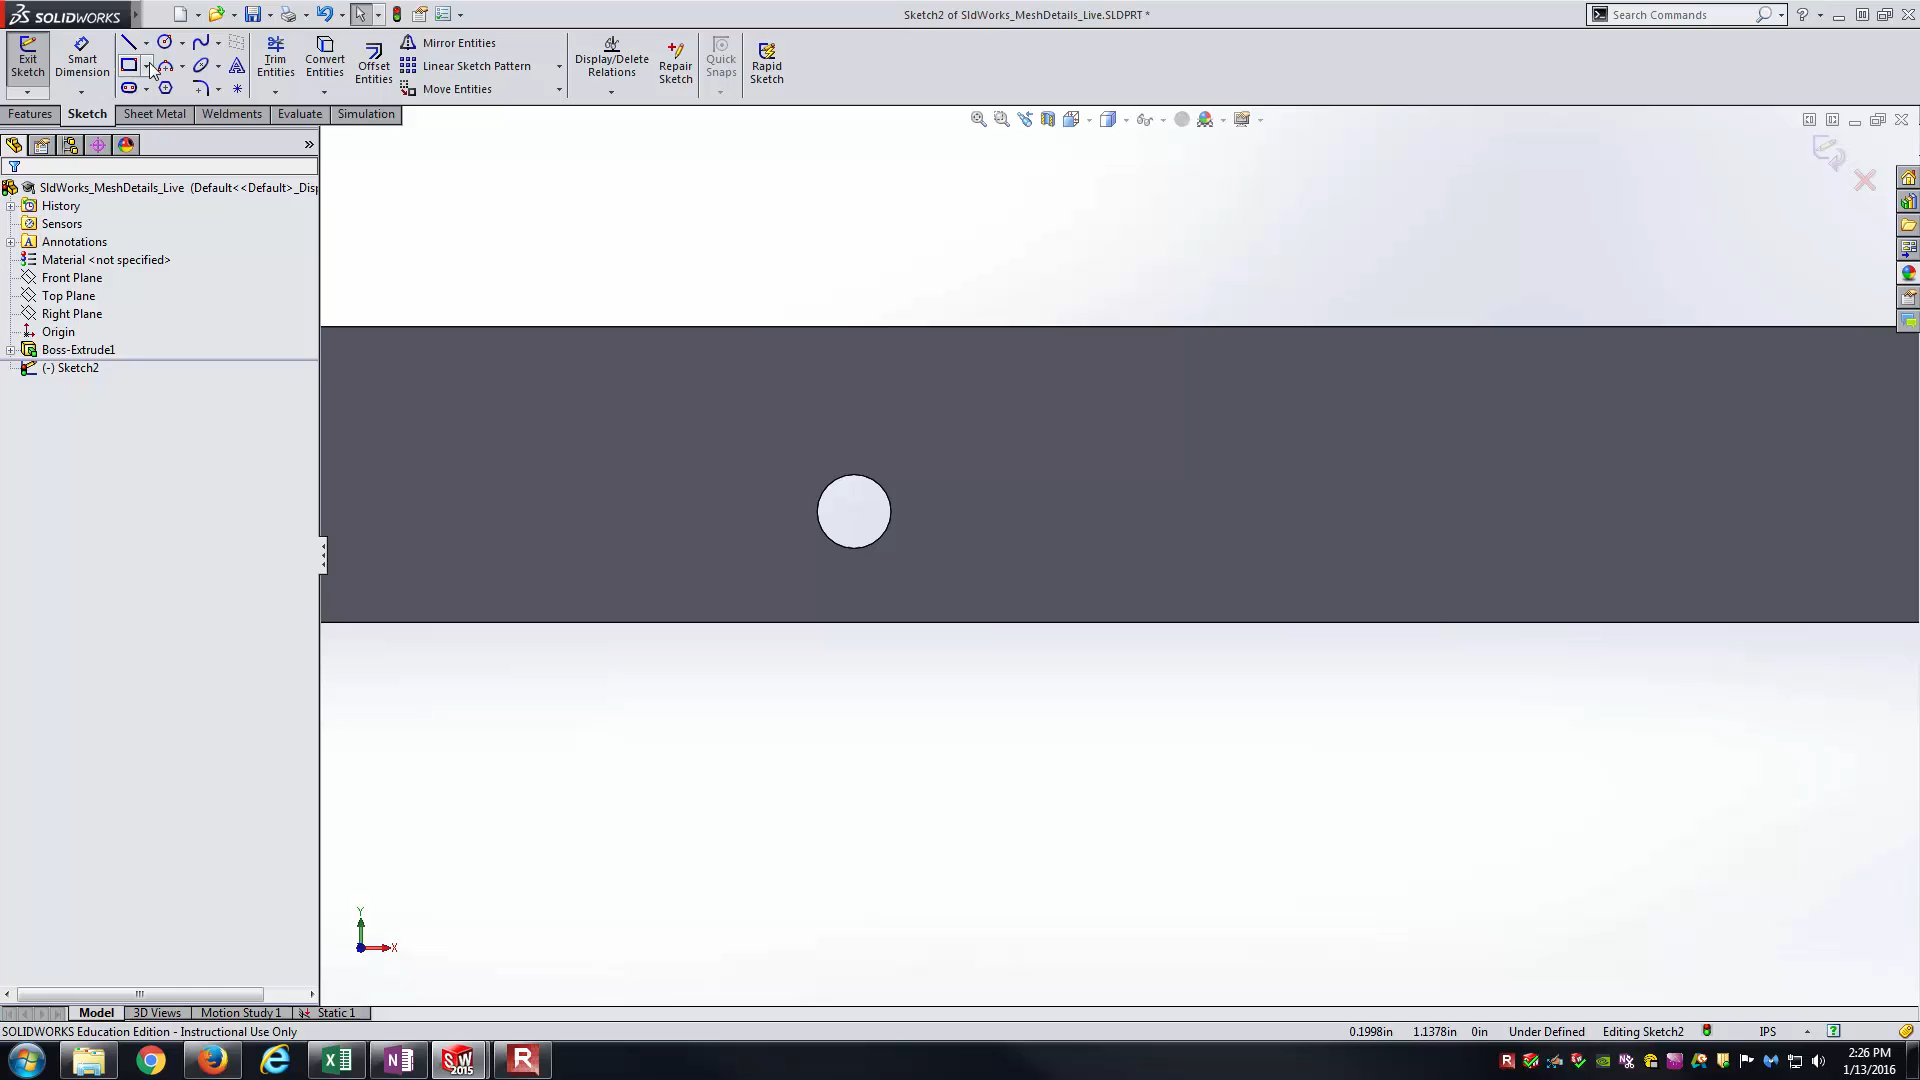 SOLIDWORKS
Sketch2 of SldWorks_MeshDetails_Live.SLDPRT *
Search Commands
Exit Sketch
Smart Dimension
Trim Entities
Convert Entities
Offset Entities
Mirror Entities
Linear Sketch Pattern
Move Entities
Display/Delete Relations
Repair Sketch
Quick Snaps
Rapid Sketch
Features
Sketch
Sheet Metal
Weldments
Evaluate
Simulation
SldWorks_MeshDetails_Live (Default<<Default>_Disp
History
Sensors
Annotations
Material <not specified>
Front Plane
Top Plane
Right Plane
Origin
Boss-Extrude1
(-) Sketch2
Y
X
Model
3D Views
Motion Study 1
Static 1
SOLIDWORKS Education Edition - Instructional Use Only
0.1998in
1.1378in
0in
Under Defined
Editing Sketch2
IPS
SW 2015
R
2:26 PM
1/13/2016